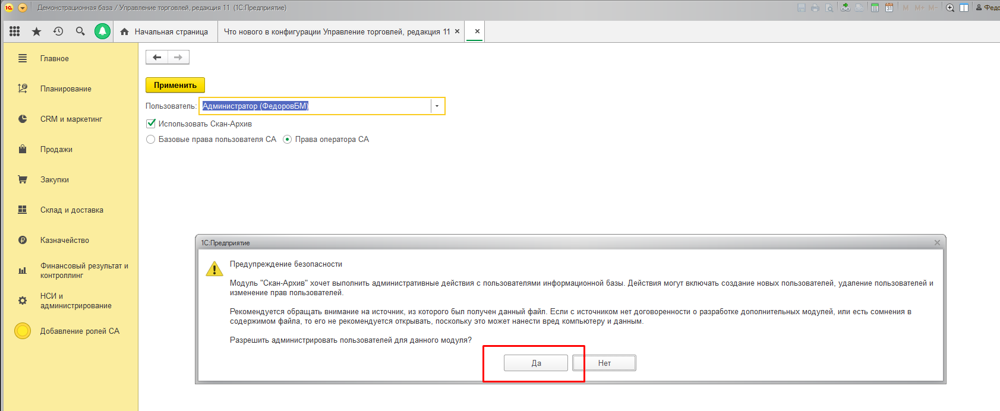 Демонстрационная база / Управление торговлей, редакция 11 (1С:Предприятие)
M M+ M-
Федо
Начальная страница
Что нового в конфигурации Управление торговлей, редакция 11
Главное
Планирование
CRM и маркетинг
Продажи
Закупки
Склад и доставка
Казначейство
Финансовый результат и
контроллинг
НСИ и
администрирование
Добавление ролей СА
Применить
Пользователь: Администратор (ФедоровБМ)
Использовать Скан-Архив
Базовые права пользователя СА Права оператора СА
1С:Предприятие
Предупреждение безопасности
Модуль "Скан-Архив" хочет выполнить административные действия с пользователями информационной базы. Действия могут включать создание новых пользователей, удаление пользователей и
изменение прав пользователей.
Рекомендуется обращать внимание на источник, из которого был получен данный файл. Если с источником нет договоренности о разработке дополнительных модулей, или есть сомнения в
содержимом файла, то его не рекомендуется открывать, поскольку это может нанести вред компьютеру и данным.
Разрешить администрировать пользователей для данного модуля?
Да Нет